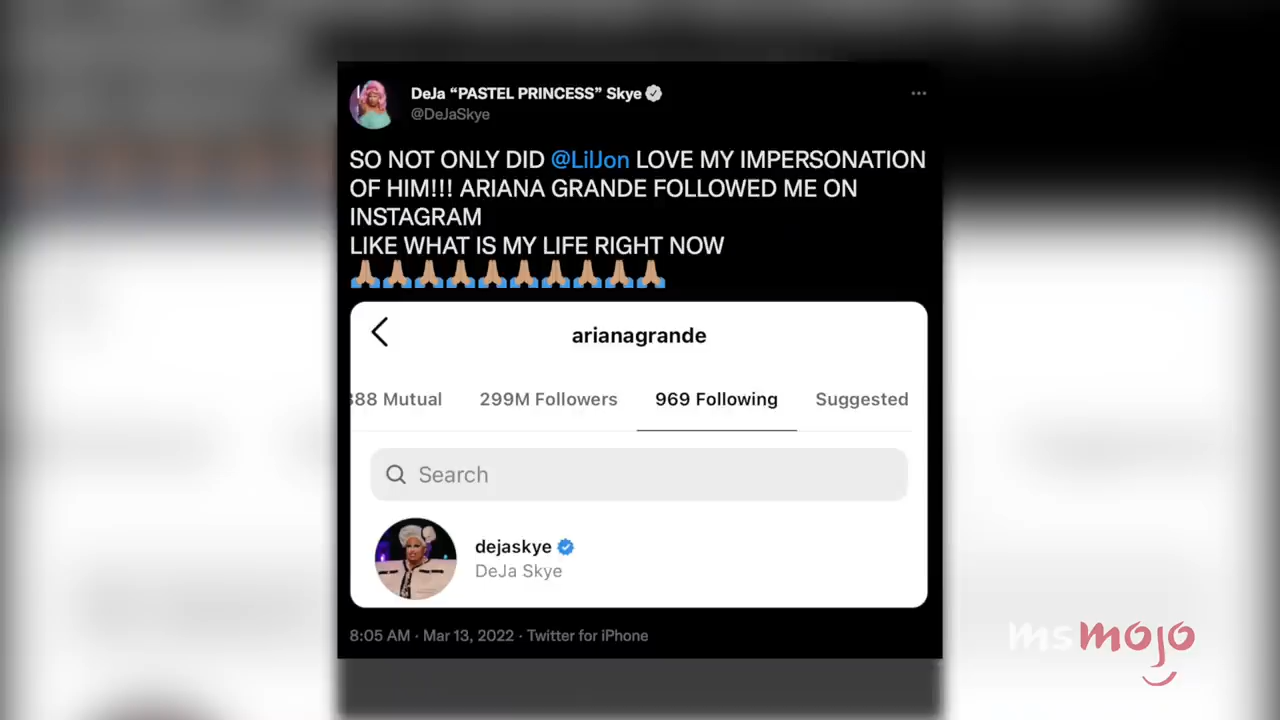 DeJa “PASTEL PRINCESS” Skye
@DeJaSkye
SO NOT ONLY DID @LilJon LOVE MY IMPERSONATION
OF HIM!!! ARIANA GRANDE FOLLOWED ME ON
INSTAGRAM
LIKE WHAT IS MY LIFE RIGHT NOW
🙏🏼🙏🏼🙏🏼🙏🏼🙏🏼🙏🏼🙏🏼🙏🏼🙏🏼🙏🏼
arianagrande
88 Mutual 299M Followers 969 Following Suggested
Search
dejaskye
DeJa Skye
8:05 AM · Mar 13, 2022 · Twitter for iPhone
msmojo